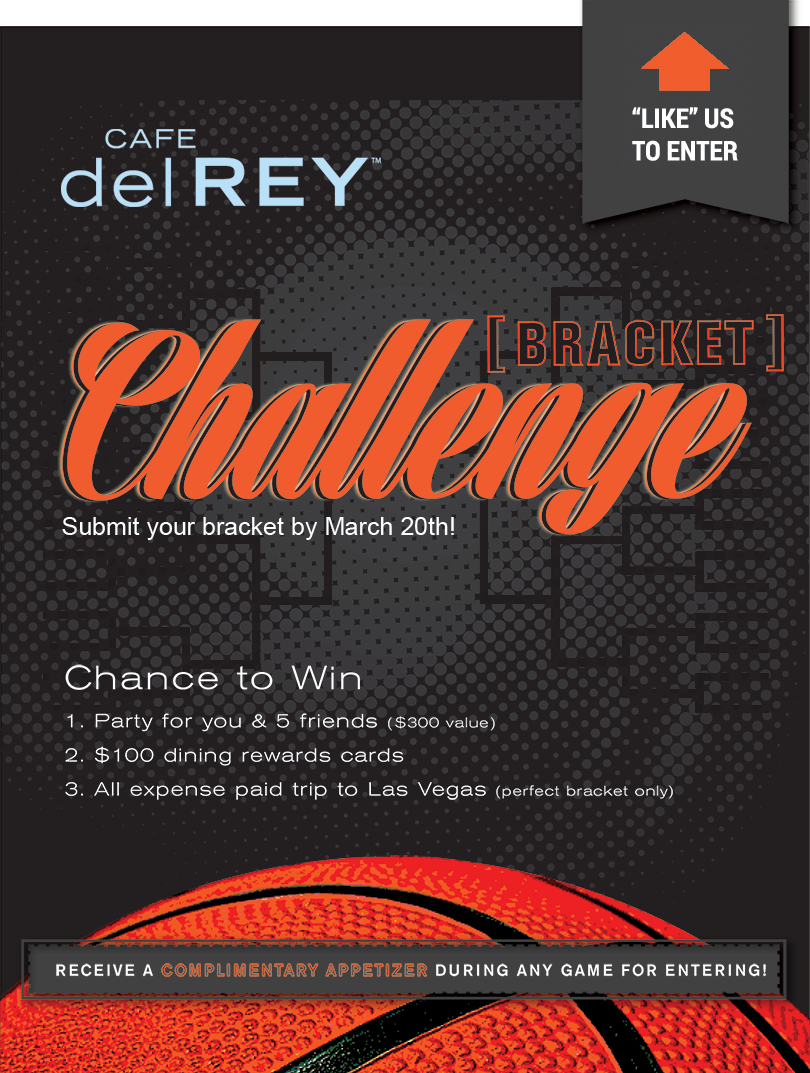 “LIKE” US
TO ENTER
CAFE
delREY™
[BRACKET]
Challenge
Submit your bracket by March 20th!
Chance to Win
1. Party for you & 5 friends ($300 value)
2. $100 dining rewards cards
3. All expense paid trip to Las Vegas (perfect bracket only)
RECEIVE A COMPLIMENTARY APPETIZER DURING ANY GAME FOR ENTERING!